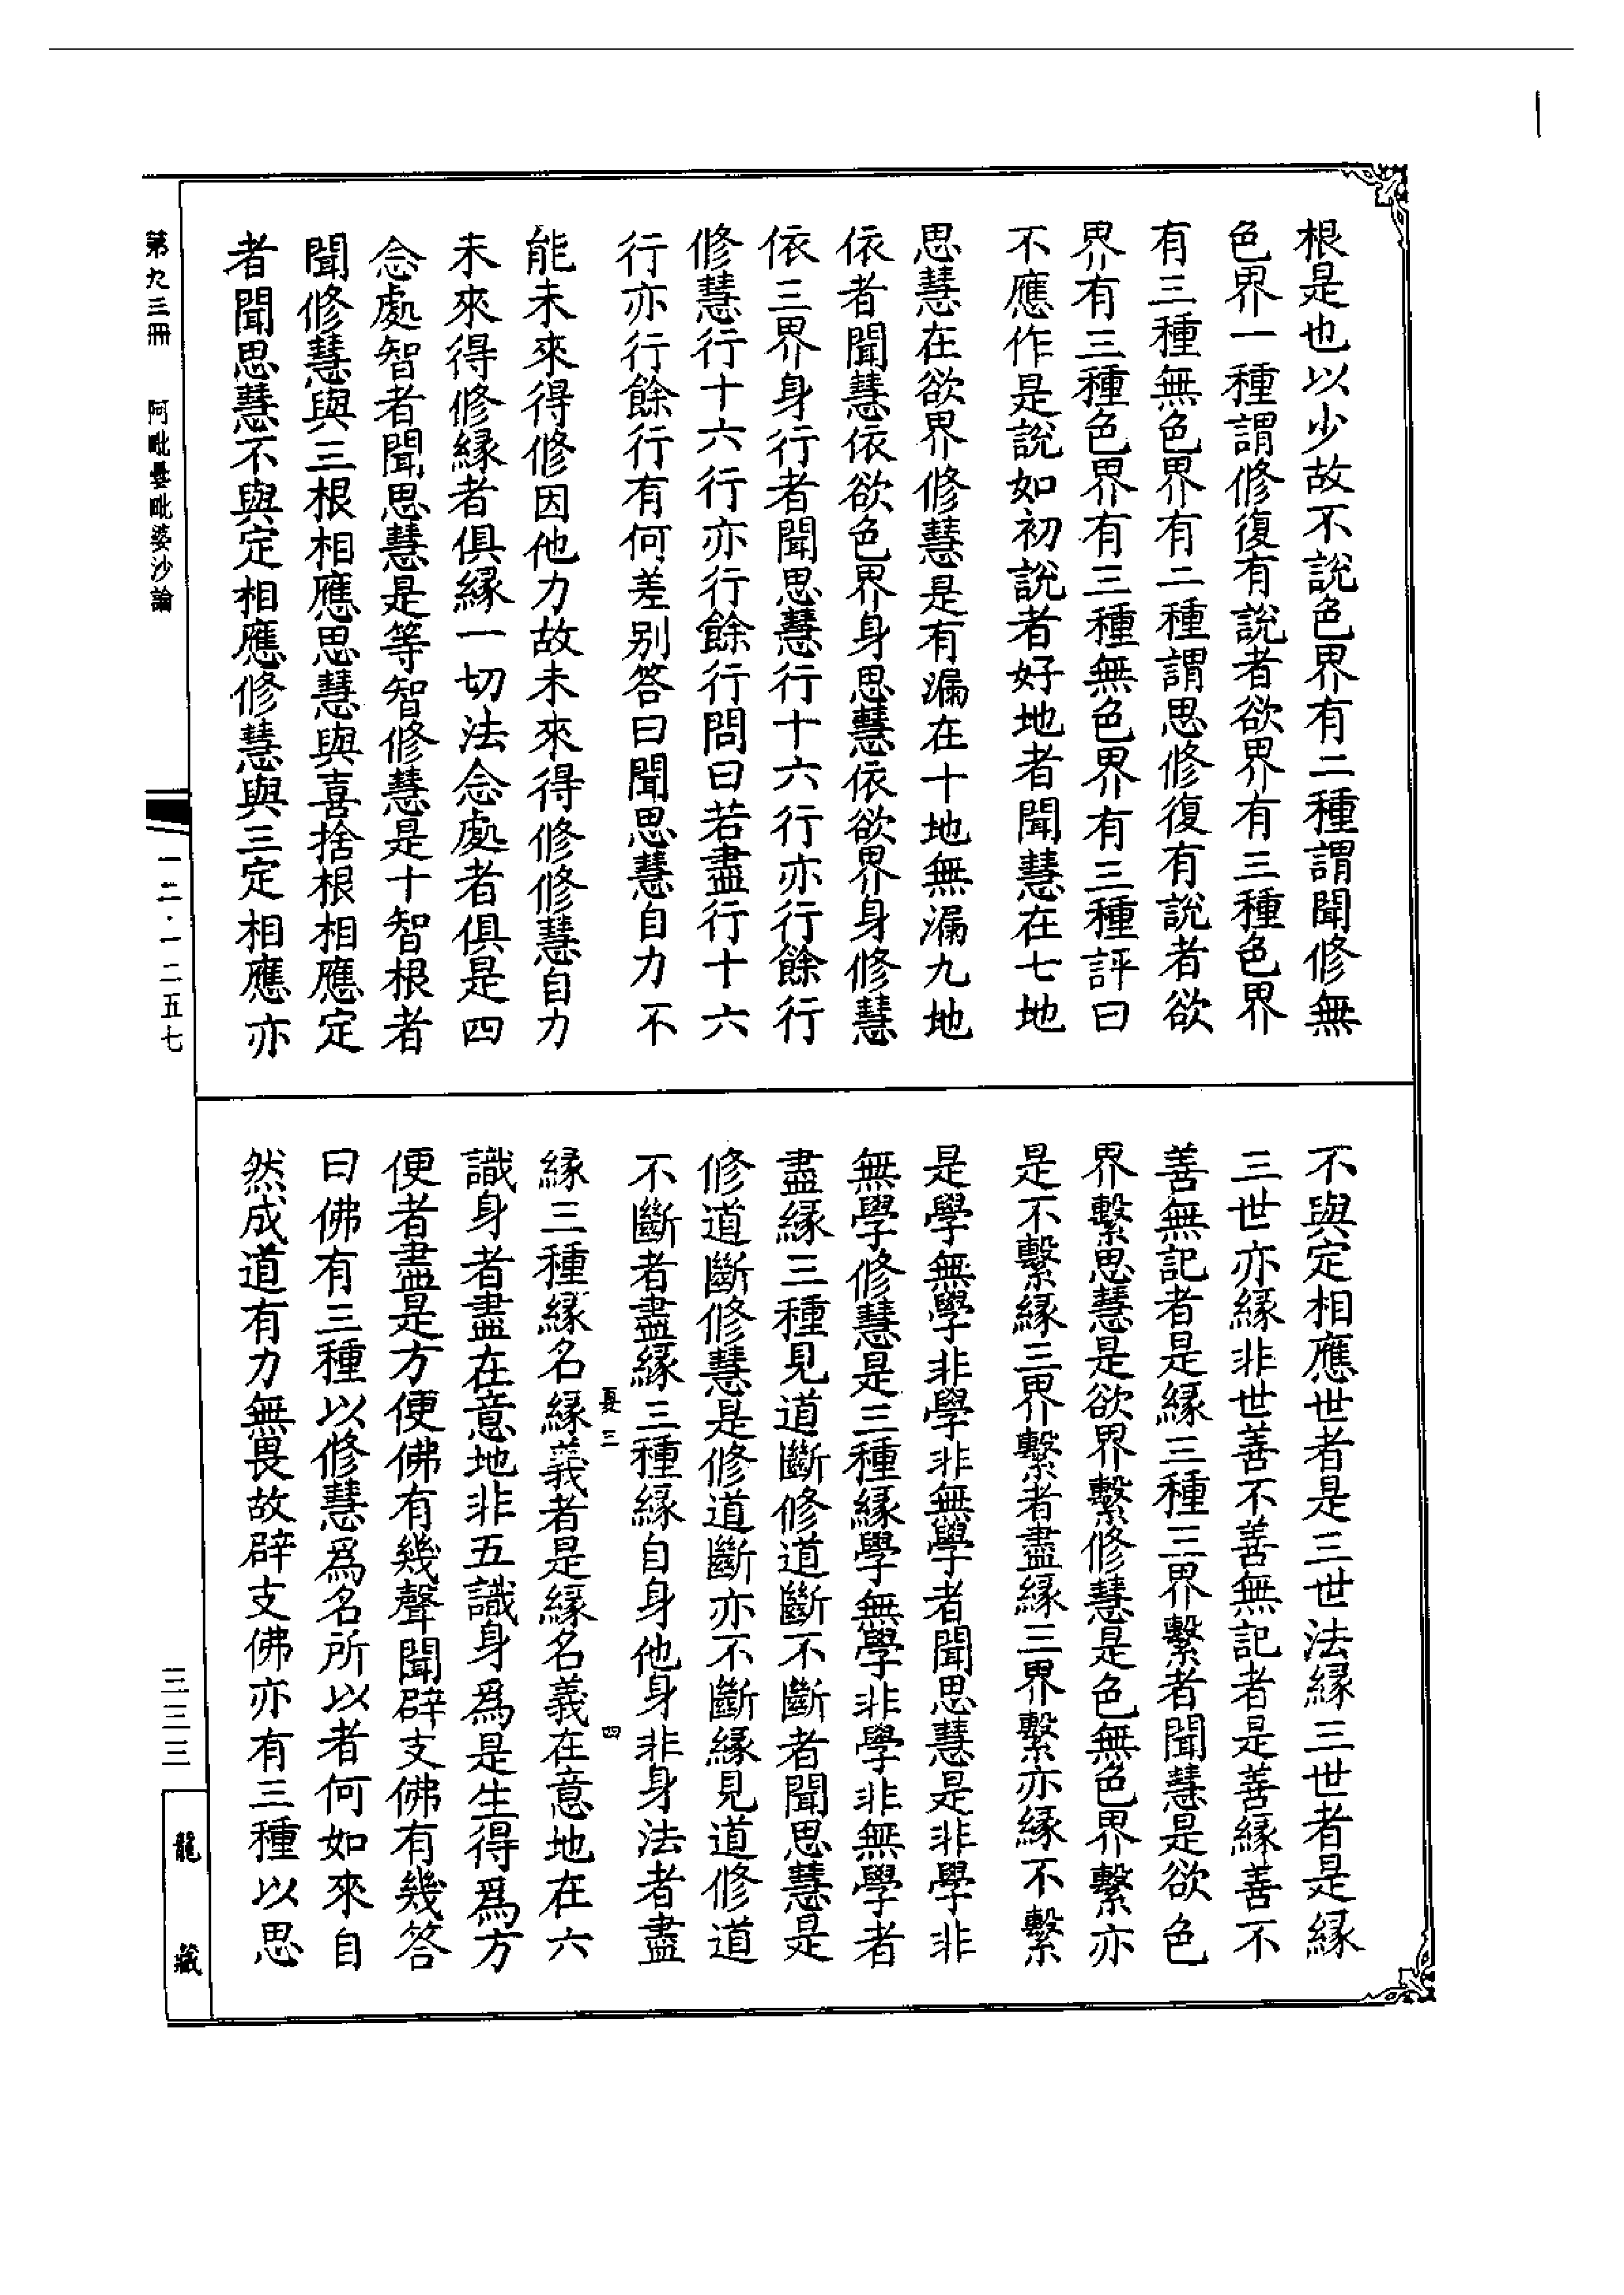 根是也以少故不說色界有二種謂聞修無
色界一種謂修復有說者欲界有三種色界
有三種無色界有二種謂思修復有說者欲
界有三種色界有三種無色界有三種評曰
不應作是說如初說者好地者聞慧在七地
思慧在欲界修慧是有漏在十地無漏九地
依者聞慧依欲色界身思慧依欲界身修慧
依三界身行者聞思慧行十六行亦行餘行
修慧行十六行亦行餘行問曰若盡行十六
行亦行餘行有何差別答曰聞思慧自力不
能未來得修因他力故未來得修修慧自力
未來得修緣者俱緣一切法念處者俱是四
念處智者聞思慧是等智修慧是十智根者
聞修慧與三根相應思慧與喜捨根相應定
者聞思慧不與定相應修慧與三定相應亦
不與定相應世者是三世法緣三世者是緣
三世亦緣非世善不善無記者是善緣善不
善無記者是緣三種三界繫者聞慧是欲色
界繫思慧是欲界繫修慧是色無色界繫亦
是不繫緣三界繫者盡緣三界繫亦緣不繫
是學無學非學非無學者聞思慧是非學非
無學修慧是三種緣學無學非學非無學者
盡緣三種見道斷修道斷不斷者聞思慧是
修道斷修慧是修道斷亦不斷緣見道修道
不斷者盡緣三種緣自身他身非身法者盡
緣三種緣名緣義者是緣名義在意地在六
識身者盡在意地非五識身為是生得為方
便者盡是方便佛有幾聲聞辟支佛有幾答
曰佛有三種以修慧為名所以者何如來自
然成道有力無畏故辟支佛亦有三種以思
三 四
第九三冊 阿毗曇毗婆沙論
一二·一二五七
三三三
龍藏